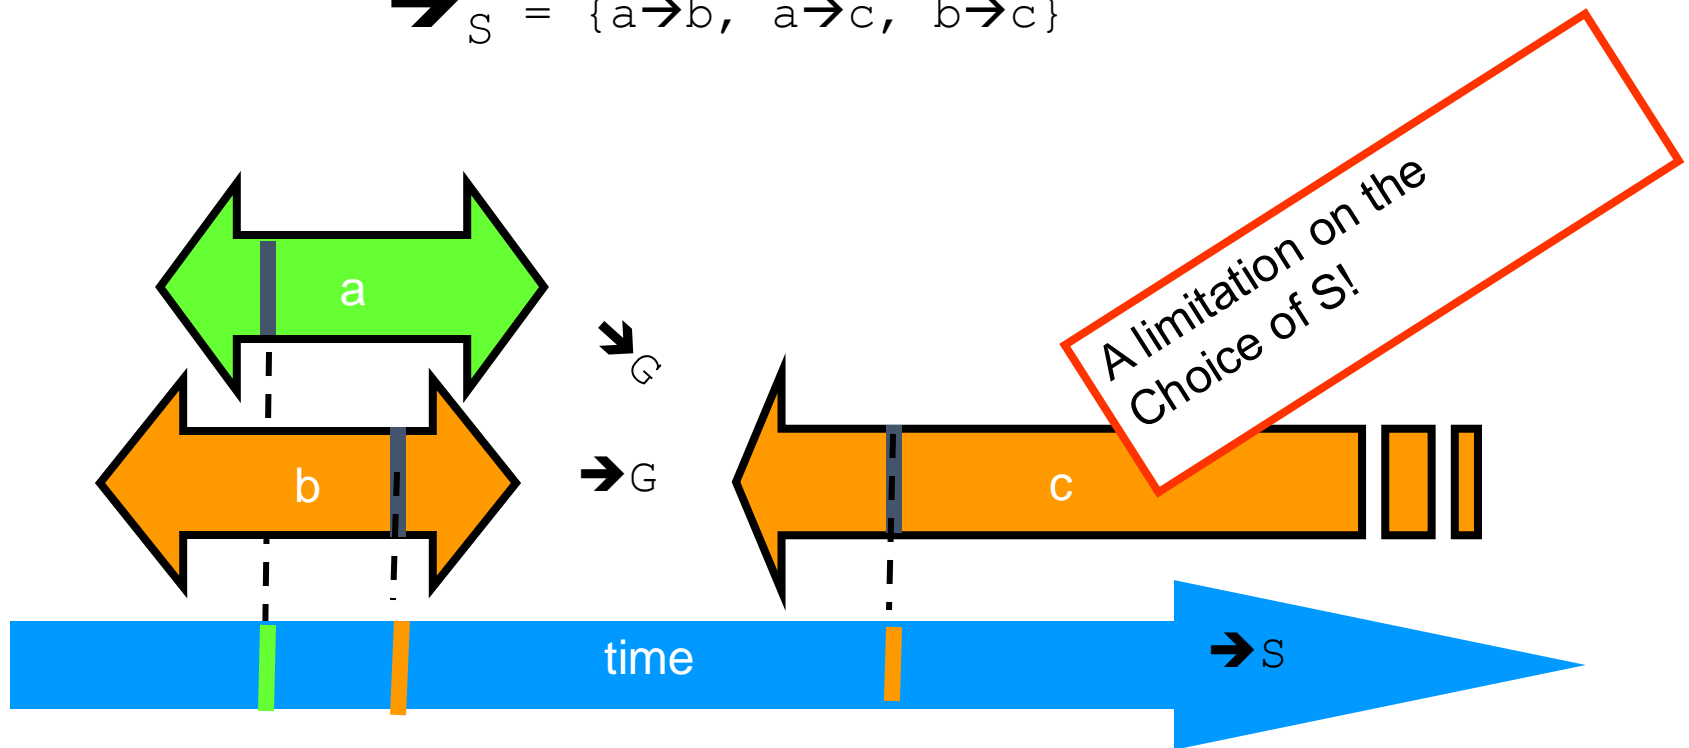 ➔S = {a➔b, a➔c, b➔c}
a
➔G
b
➔G
c
A limitation on the
Choice of S!
time
➔S